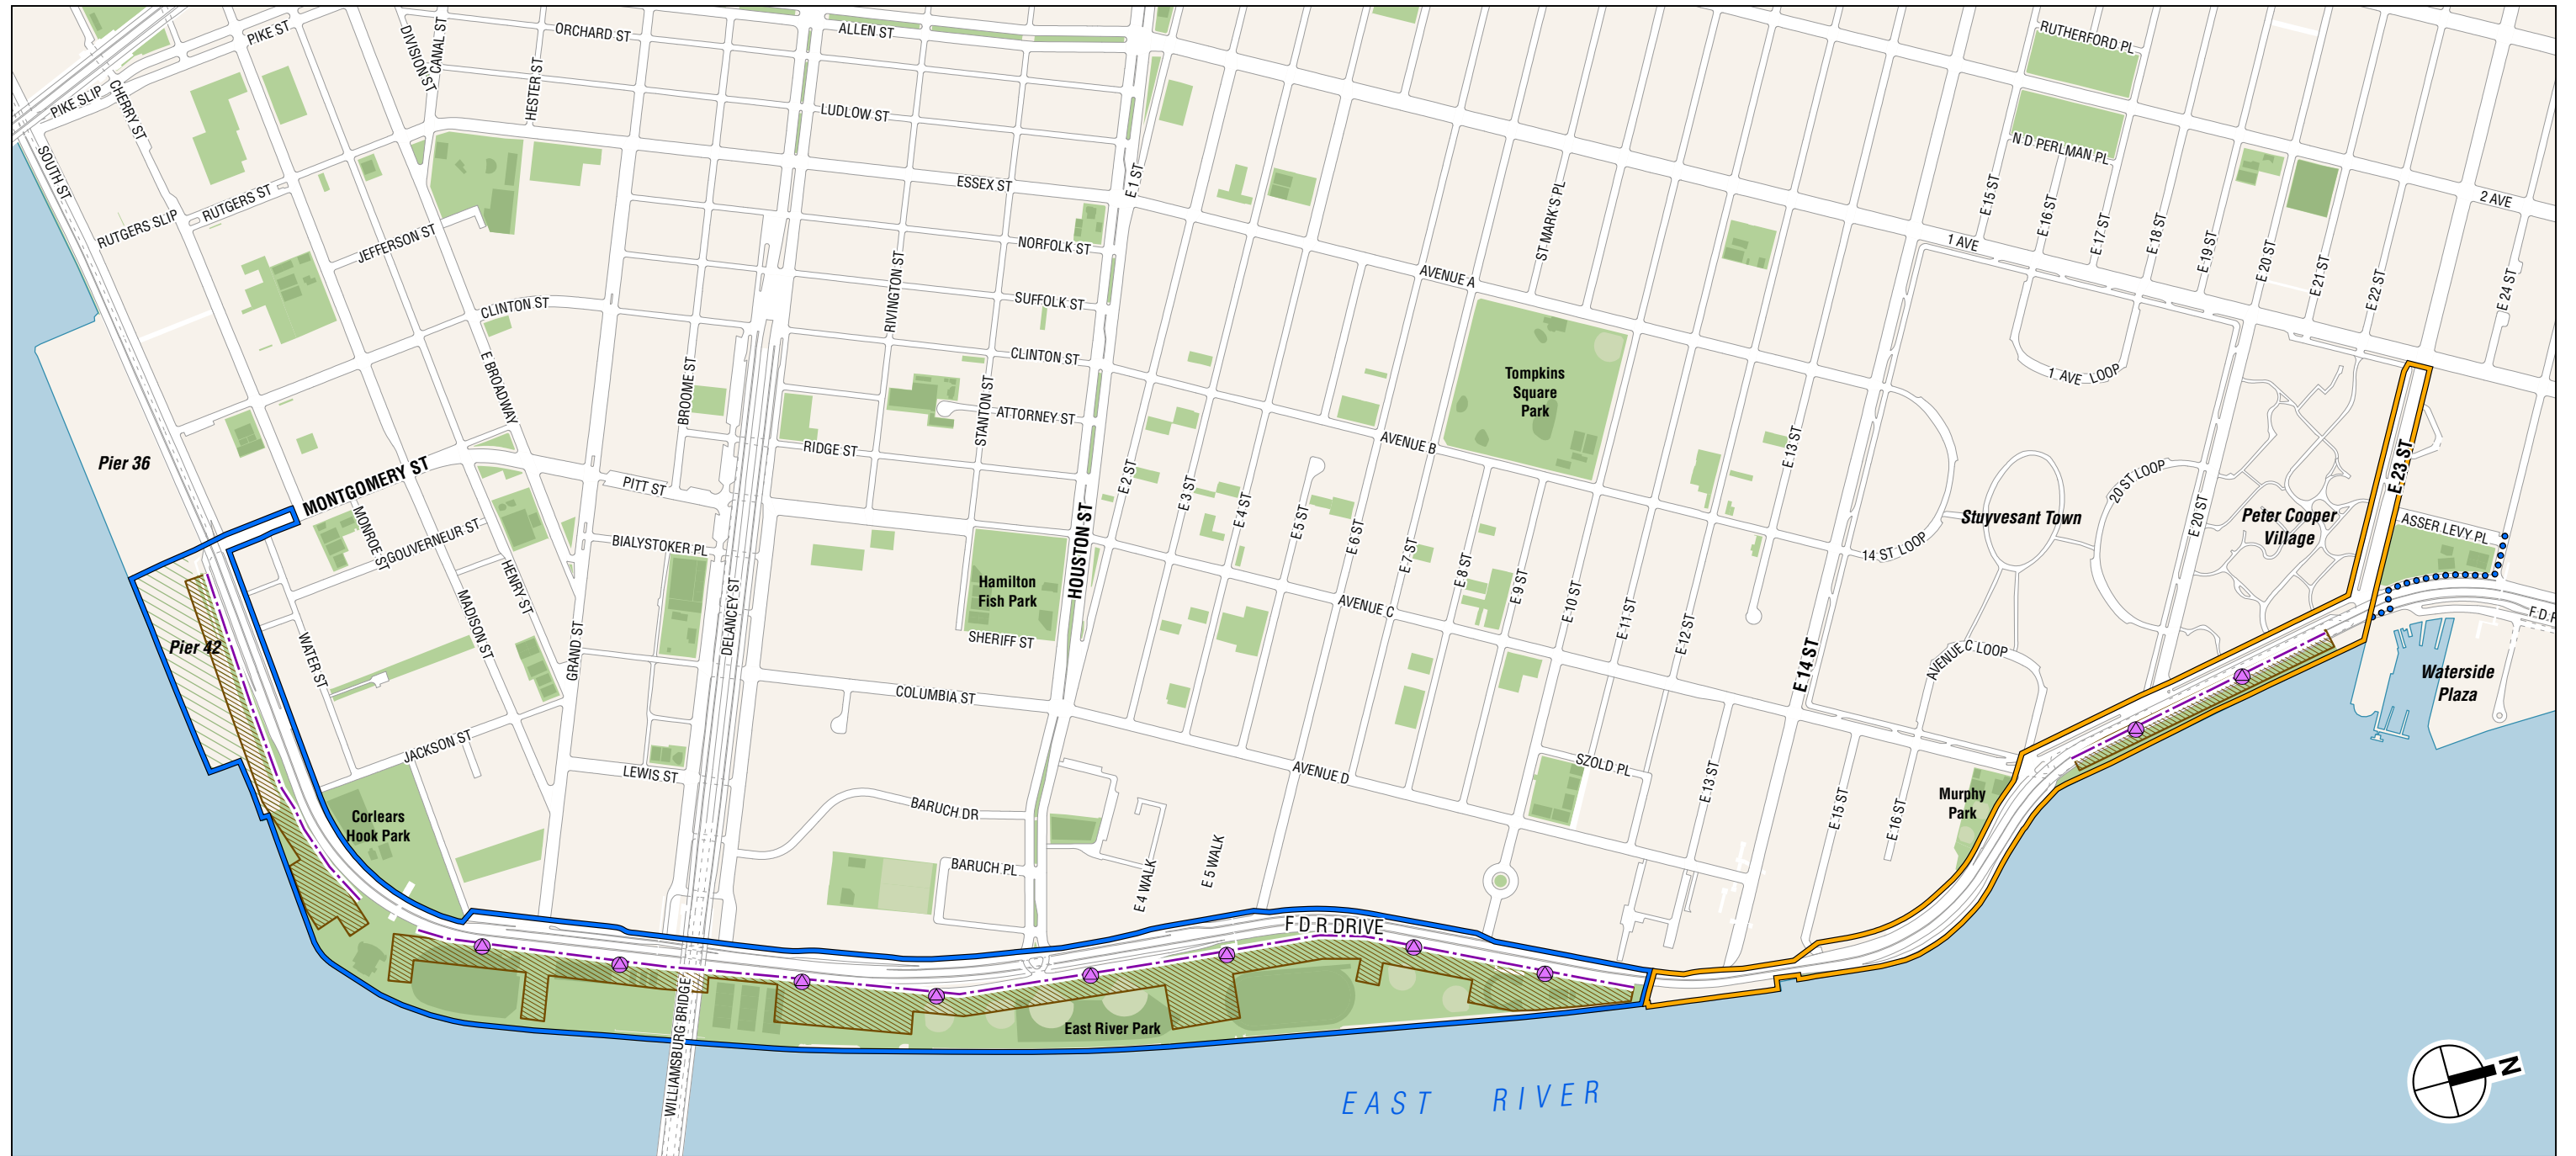 PIKE ST
DIVISION ST
CANAL ST
ORCHARD ST
ALLEN ST
RUTHERFORD PL
PIKE SLIP
CHERRY ST
HESTER ST
LUDLOW ST
N D PERLMAN PL
SOUTH ST
ESSEX ST
E 1 ST
ST MARK'S PL
E 15 ST
E 16 ST
E 17 ST
E 18 ST
E 19 ST
E 20 ST
E 21 ST
E 22 ST
E 24 ST
2 AVE
RUTGERS SLIP
RUTGERS ST
JEFFERSON ST
NORFOLK ST
1 AVE
RIVINGTON ST
SUFFOLK ST
AVENUE A
CLINTON ST
CLINTON ST
E BROADWAY
BROOME ST
STANTON ST
ATTORNEY ST
Tompkins
Square
Park
1 AVE LOOP
AVENUE B
RIDGE ST
E 13 ST
E 23 ST
Pier 36
MONTGOMERY ST
PITT ST
E 2 ST
E 3 ST
E 4 ST
E 5 ST
E 6 ST
E 7 ST
E 8 ST
E 9 ST
E 10 ST
E 11 ST
E 12 ST
20 ST LOOP
E 20 ST
Stuyvesant Town
Peter Cooper
Village
ASSER LEVY PL
MONROE ST
GOUVERNEUR ST
BIALYSTOKER PL
HOUSTON ST
14 ST LOOP
HENRY ST
MADISON ST
DELANCEY ST
Hamilton
Fish Park
SHERIFF ST
AVENUE C
F D R
Pier 42
WATER ST
GRAND ST
COLUMBIA ST
E 14 ST
AVENUE C LOOP
Waterside
Plaza
JACKSON ST
LEWIS ST
AVENUE D
SZOLD PL
E 13 ST
E 15 ST
E 16 ST
Murphy
Park
Corlears
Hook Park
BARUCH DR
BARUCH PL
E 4 WALK
E 5 WALK
F D R DRIVE
WILLIAMSBURG BRIDGE
East River Park
EAST RIVER
N